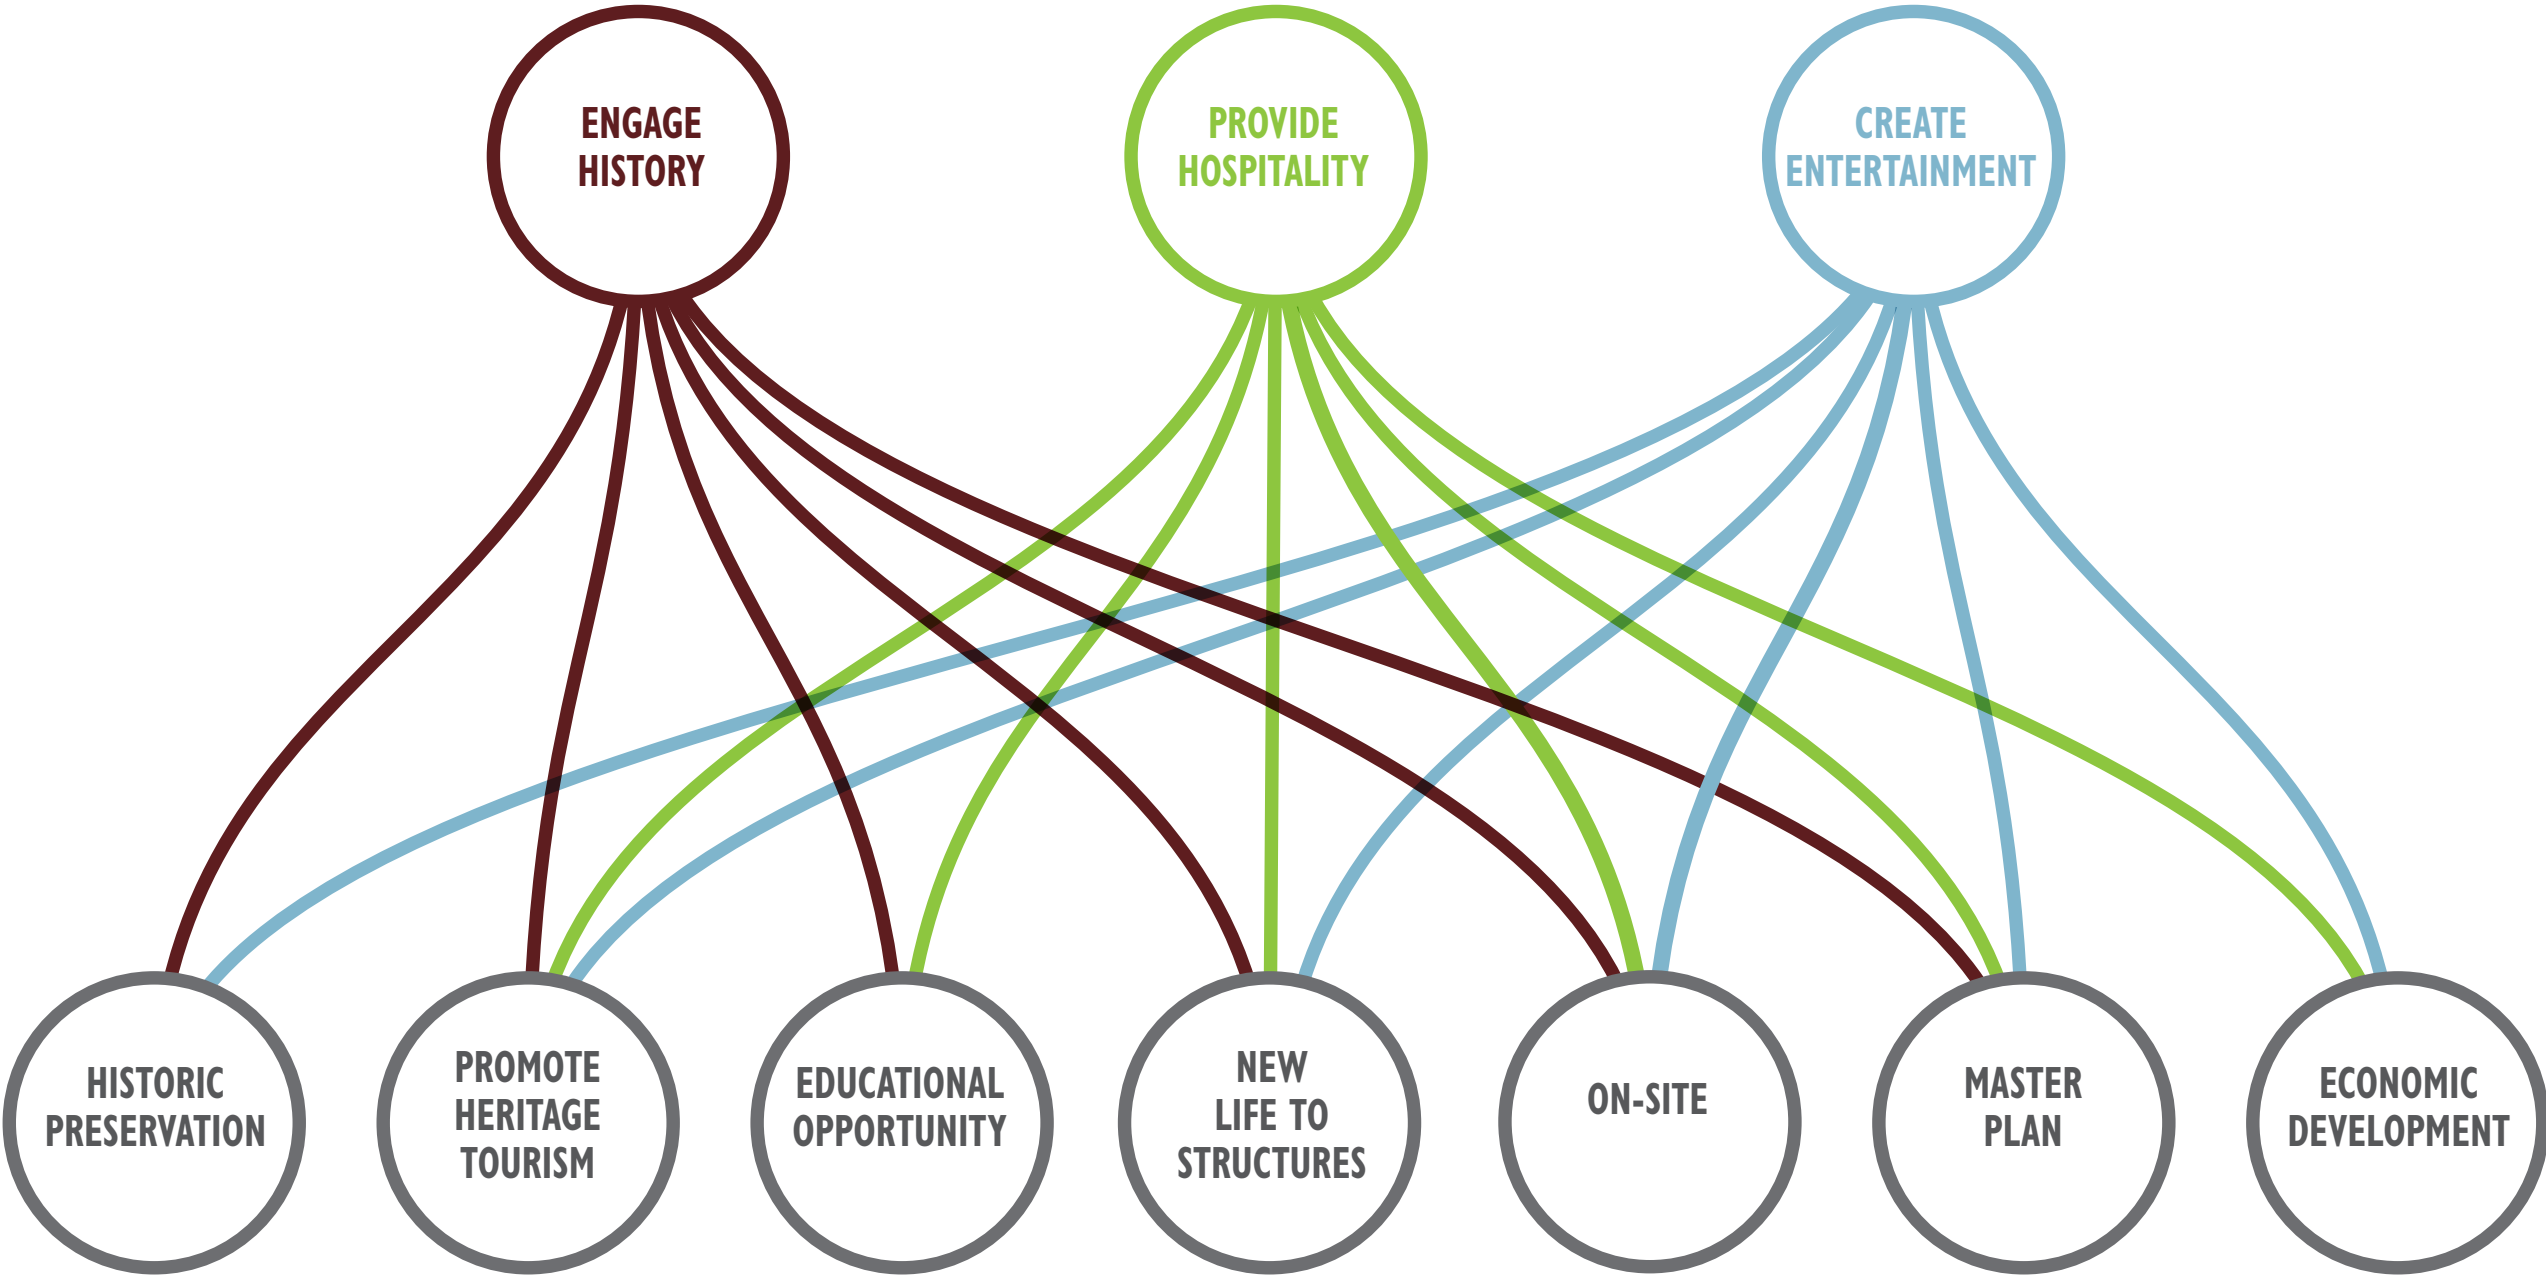 ENGAGE
HISTORY
PROVIDE
HOSPITALITY
CREATE
ENTERTAINMENT
HISTORIC
PRESERVATION
PROMOTE
HERITAGE
TOURISM
EDUCATIONAL
OPPORTUNITY
NEW
LIFE TO
STRUCTURES
ON-SITE
MASTER
PLAN
ECONOMIC
DEVELOPMENT